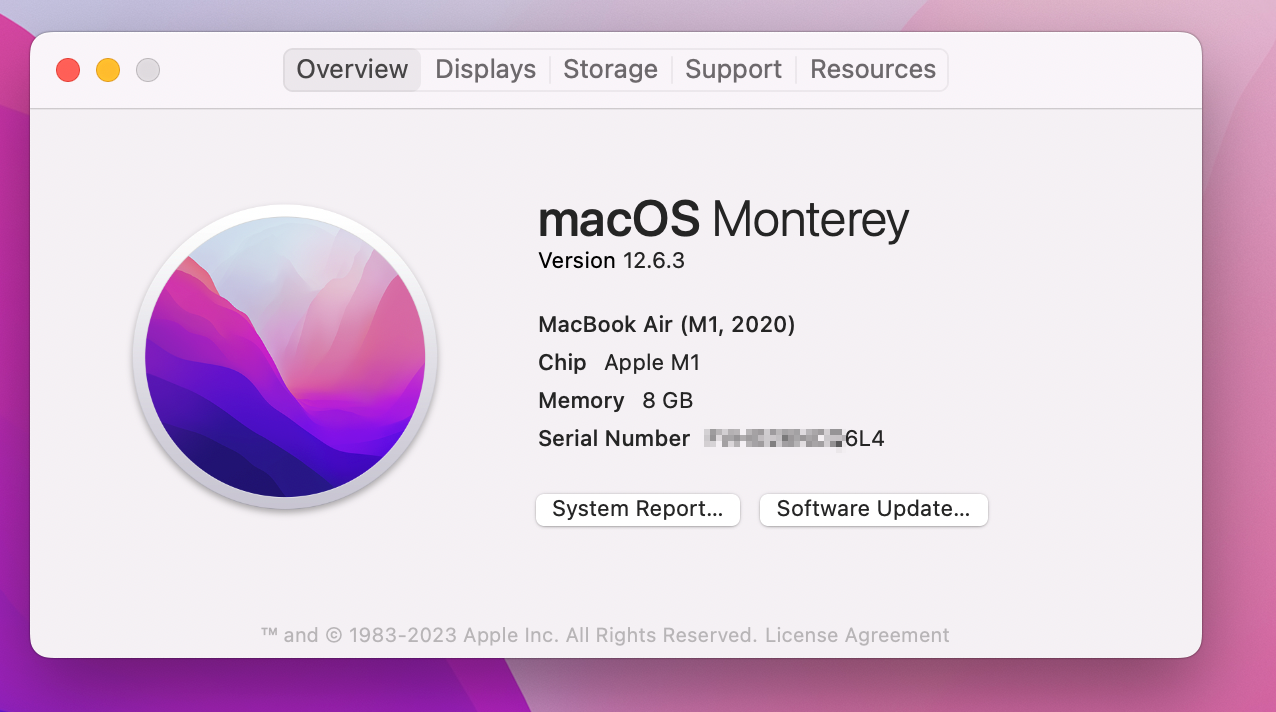 Overview Displays Storage Support Resources
macOS Monterey
Version 12.6.3
MacBook Air (M1, 2020)
Chip Apple M1
Memory 8 GB
Serial Number 6L4
System Report... Software Update...
™ and © 1983-2023 Apple Inc. All Rights Reserved. License Agreement